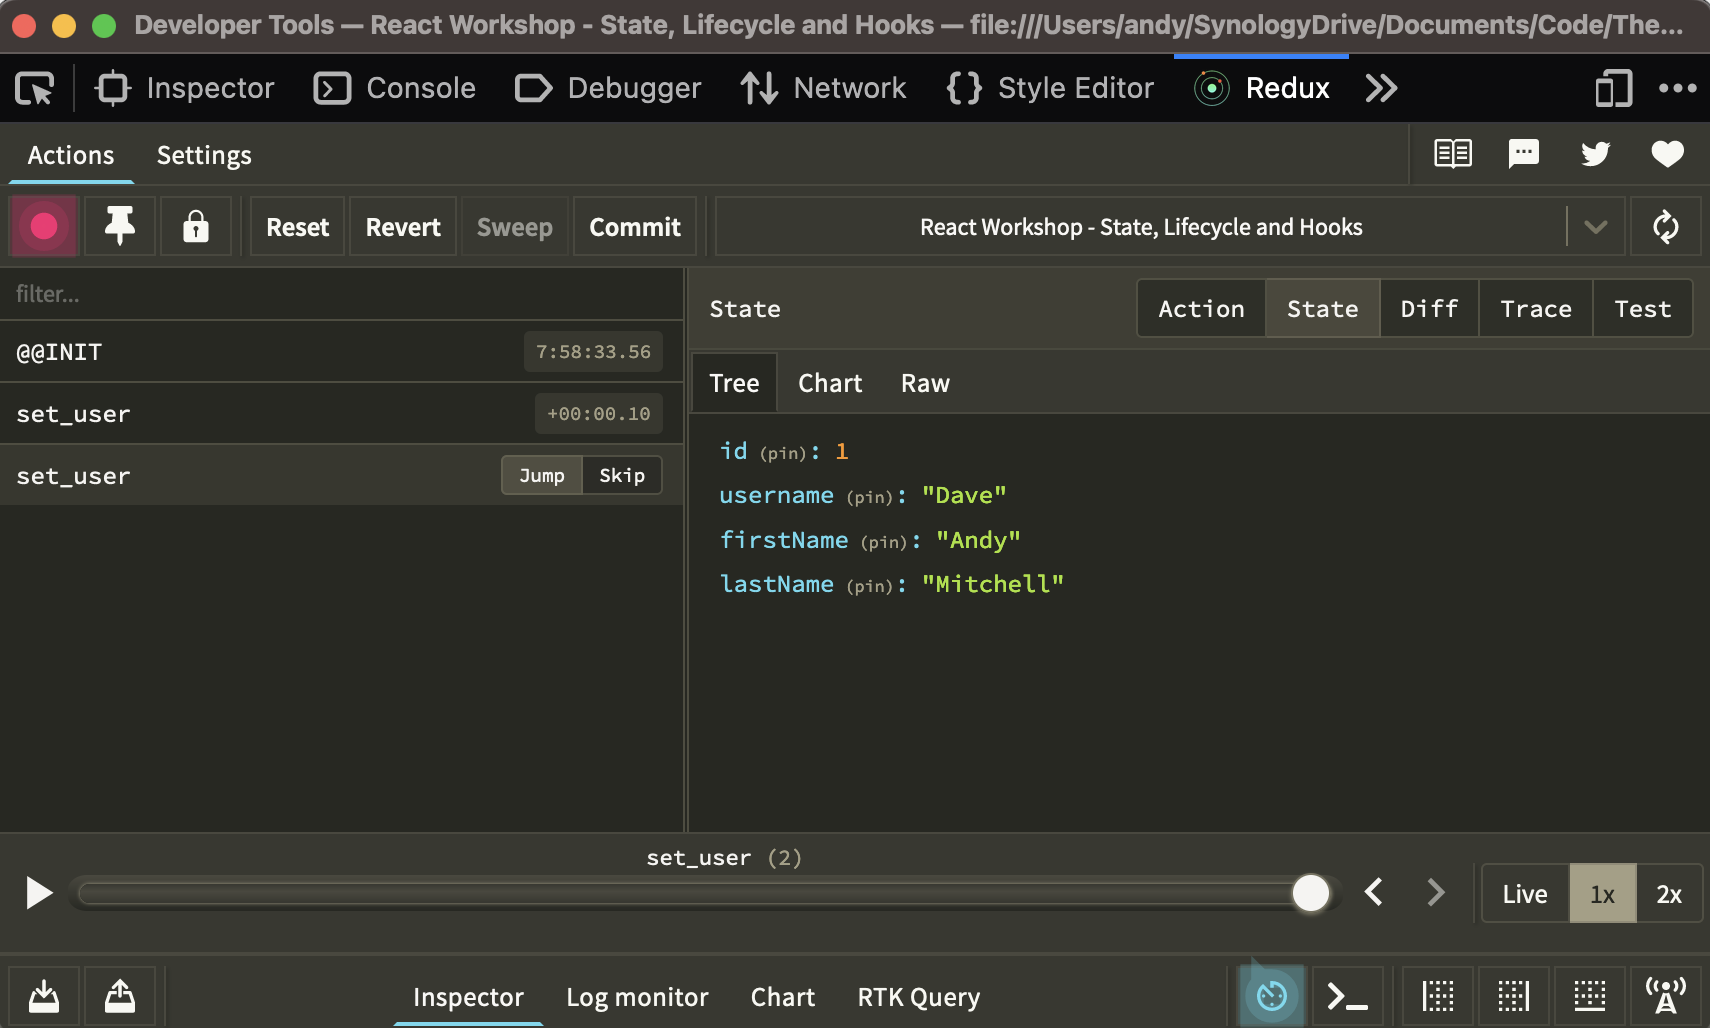 Developer Tools — React Workshop - State, Lifecycle and Hooks — file:///Users/andy/SynologyDrive/Documents/Code/The...
Inspector Console Debugger Network Style Editor Redux
Actions Settings
Reset Revert Sweep Commit React Workshop - State, Lifecycle and Hooks
filter...
@@INIT 7:58:33.56
set_user +00:00.10
set_user Jump Skip
State Action State Diff Trace Test
Tree Chart Raw
id (pin): 1
username (pin): "Dave"
firstName (pin): "Andy"
lastName (pin): "Mitchell"
set_user (2)
Live 1x 2x
Inspector Log monitor Chart RTK Query